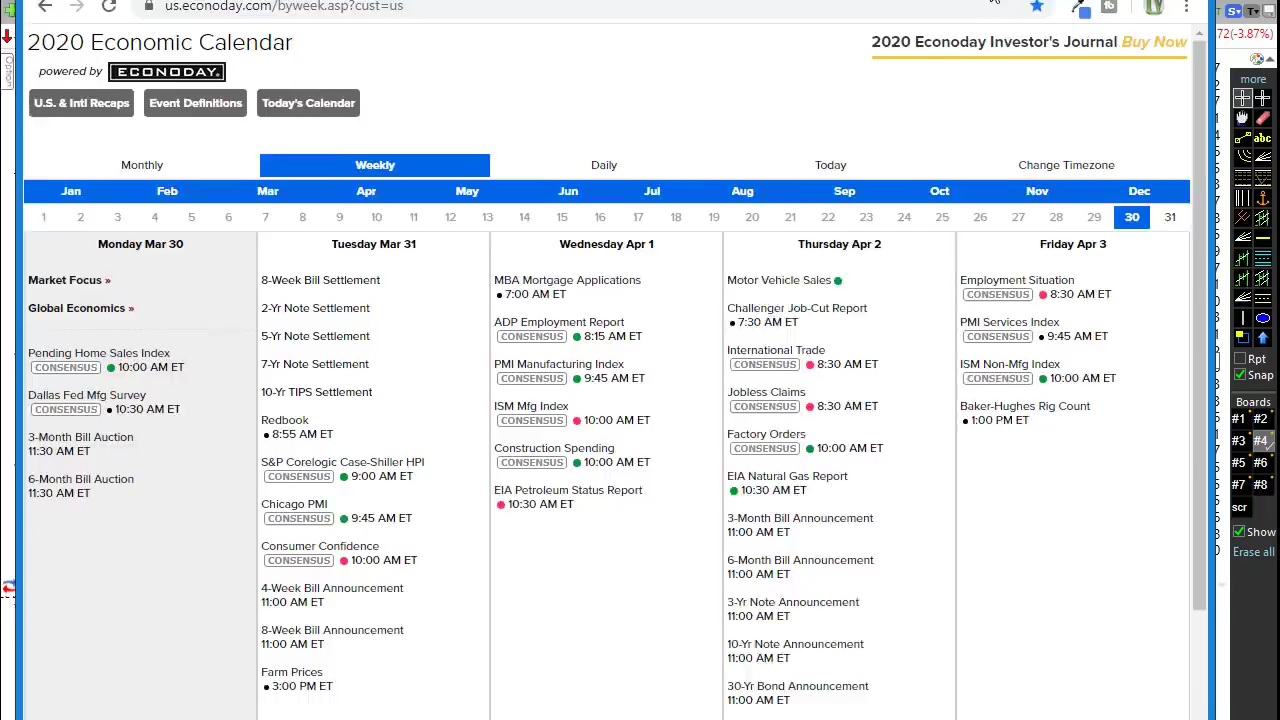 us.econoday.com/byweek.asp?cust=us
2020 Economic Calendar
2020 Econoday Investor's Journal Buy Now
powered by ECONODAY
U.S. & Intl Recaps Event Definitions Today's Calendar
Monthly Weekly Daily Today Change Timezone
Jan Feb Mar Apr May Jun Jul Aug Sep Oct Nov Dec
1 2 3 4 5 6 7 8 9 10 11 12 13 14 15 16 17 18 19 20 21 22 23 24 25 26 27 28 29 30 31
Monday Mar 30
Market Focus »
Global Economics »
Pending Home Sales Index
CONSENSUS 10:00 AM ET
Dallas Fed Mfg Survey
CONSENSUS 10:30 AM ET
3-Month Bill Auction
11:30 AM ET
6-Month Bill Auction
11:30 AM ET
Tuesday Mar 31
8-Week Bill Settlement
2-Yr Note Settlement
5-Yr Note Settlement
7-Yr Note Settlement
10-Yr TIPS Settlement
Redbook
8:55 AM ET
S&P Corelogic Case-Shiller HPI
CONSENSUS 9:00 AM ET
Chicago PMI
CONSENSUS 9:45 AM ET
Consumer Confidence
CONSENSUS 10:00 AM ET
4-Week Bill Announcement
11:00 AM ET
8-Week Bill Announcement
11:00 AM ET
Farm Prices
3:00 PM ET
Wednesday Apr 1
MBA Mortgage Applications
7:00 AM ET
ADP Employment Report
CONSENSUS 8:15 AM ET
PMI Manufacturing Index
CONSENSUS 9:45 AM ET
ISM Mfg Index
CONSENSUS 10:00 AM ET
Construction Spending
CONSENSUS 10:00 AM ET
EIA Petroleum Status Report
10:30 AM ET
Thursday Apr 2
Motor Vehicle Sales
Challenger Job-Cut Report
7:30 AM ET
International Trade
CONSENSUS 8:30 AM ET
Jobless Claims
CONSENSUS 8:30 AM ET
Factory Orders
CONSENSUS 10:00 AM ET
EIA Natural Gas Report
10:30 AM ET
3-Month Bill Announcement
11:00 AM ET
6-Month Bill Announcement
11:00 AM ET
3-Yr Note Announcement
11:00 AM ET
10-Yr Note Announcement
11:00 AM ET
30-Yr Bond Announcement
11:00 AM ET
Friday Apr 3
Employment Situation
CONSENSUS 8:30 AM ET
PMI Services Index
CONSENSUS 9:45 AM ET
ISM Non-Mfg Index
CONSENSUS 10:00 AM ET
Baker-Hughes Rig Count
1:00 PM ET
Option
72(-3.87%)
more
abc
Rpt
Snap
Boards
#1 #2
#3 #4
#5 #6
#7 #8
scr
Show
Erase all